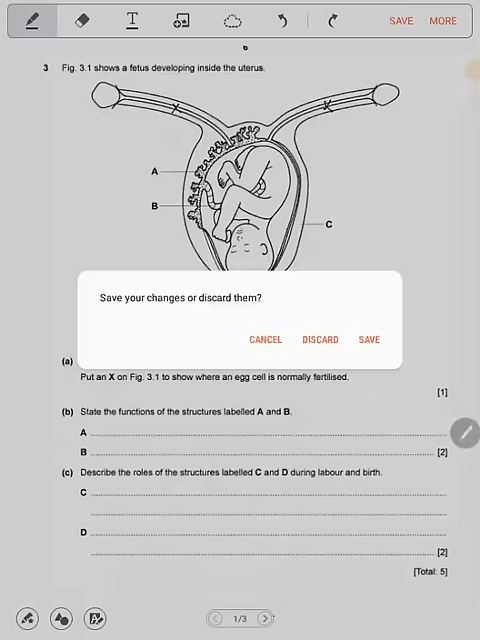 T SAVE MORE
6
3 Fig. 3.1 shows a fetus developing inside the uterus.
A
B
C
Save your changes or discard them?
CANCEL DISCARD SAVE
(a)
Put an X on Fig. 3.1 to show where an egg cell is normally fertilised.
[1]
(b) State the functions of the structures labelled A and B.
A
B [2]
(c) Describe the roles of the structures labelled C and D during labour and birth.
C
D
[2]
[Total: 5]
1/3